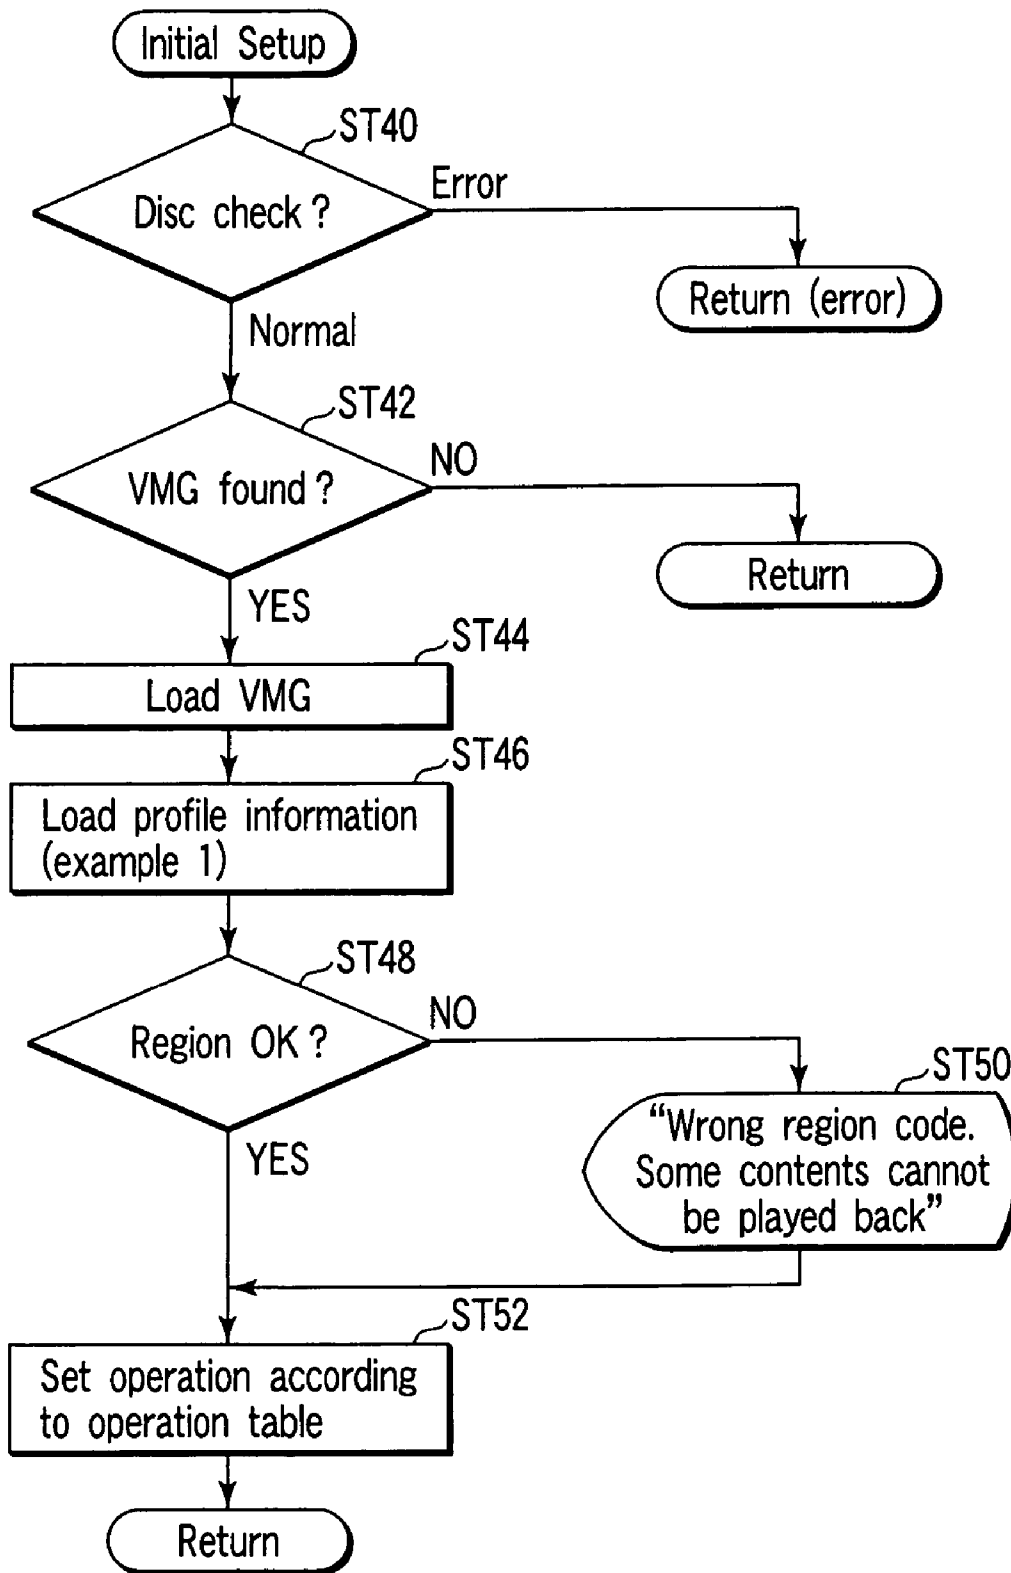 Initial Setup
ST40
Disc check?
Error
Return (error)
Normal
ST42
VMG found?
NO
Return
YES
ST44
Load VMG
ST46
Load profile information
(example 1)
ST48
Region OK?
NO
ST50
“Wrong region code.
Some contents cannot
be played back”
YES
ST52
Set operation according
to operation table
Return